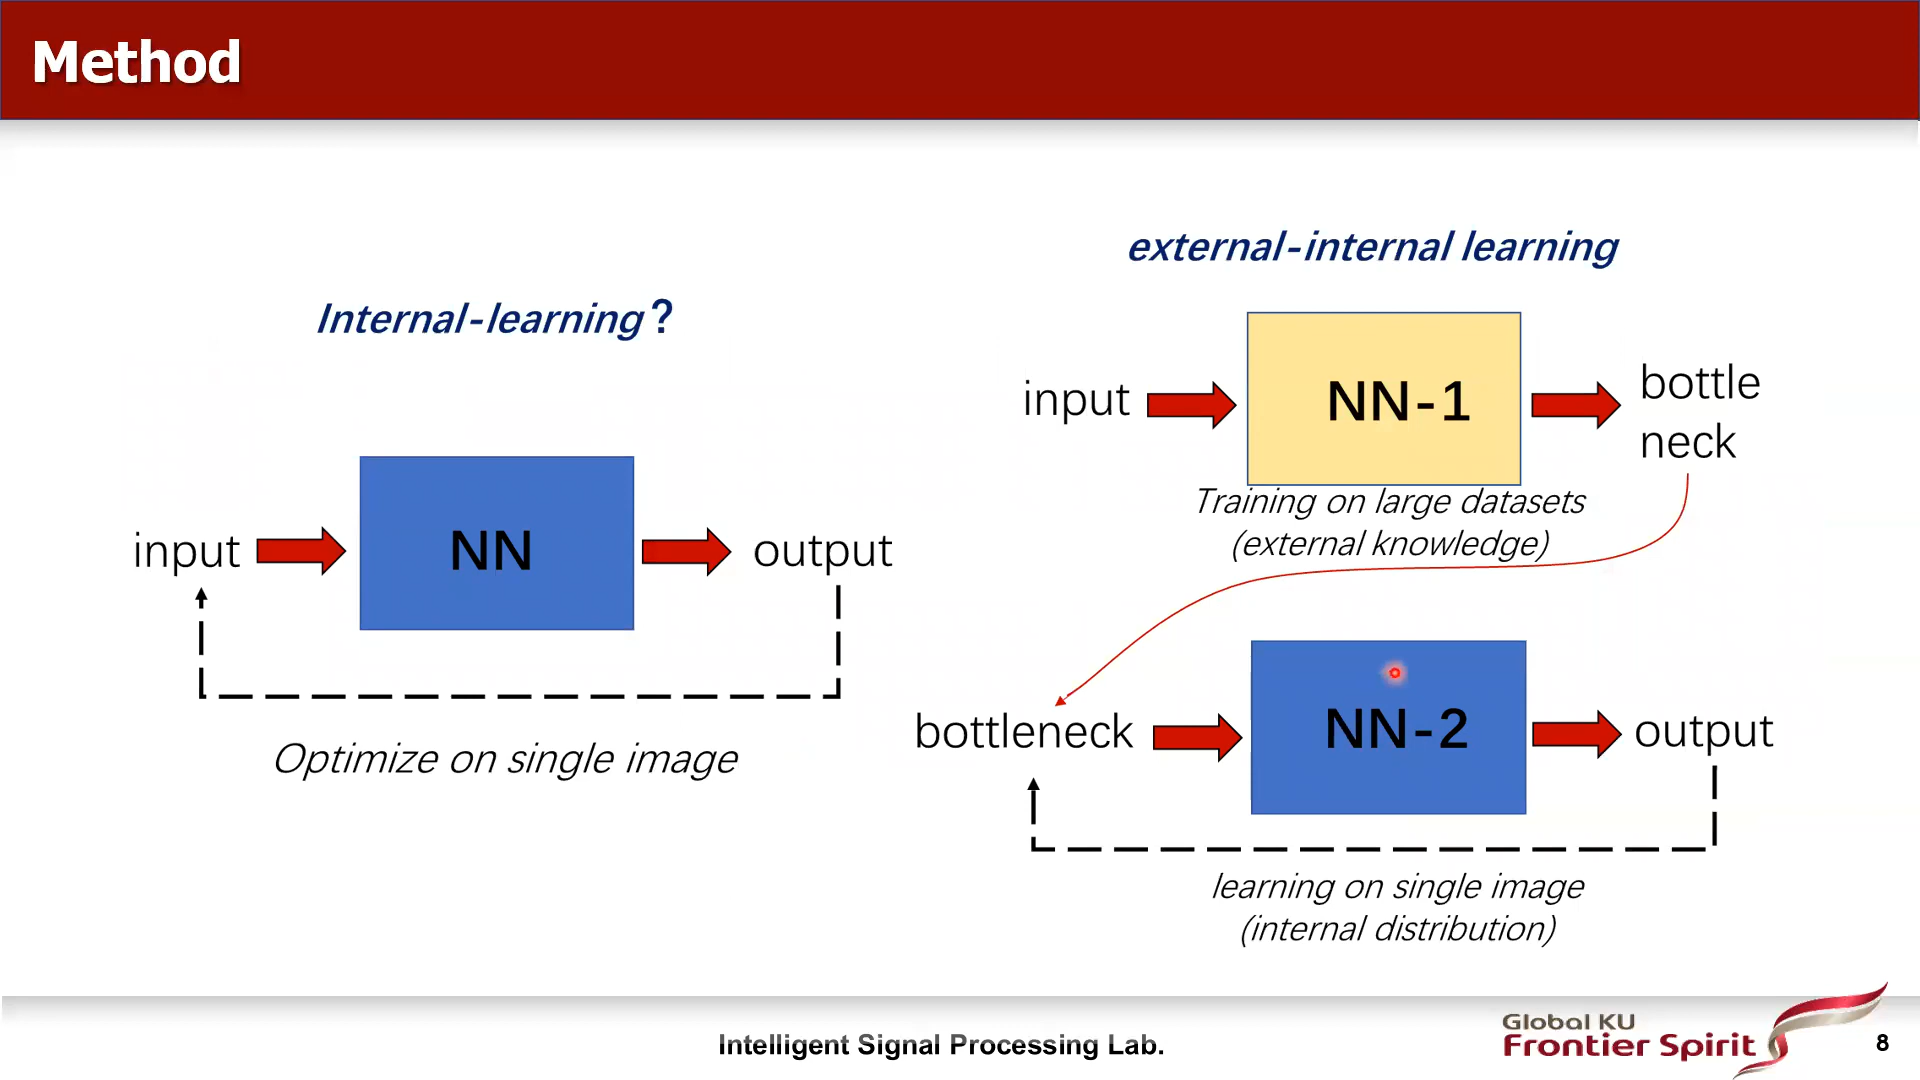 Method
Internal-learning?
input
NN
output
Optimize on single image
external-internal learning
input
NN-1
bottle
neck
Training on large datasets
(external knowledge)
bottleneck
NN-2
output
learning on single image
(internal distribution)
Intelligent Signal Processing Lab.
Global KU
Frontier Spirit
8